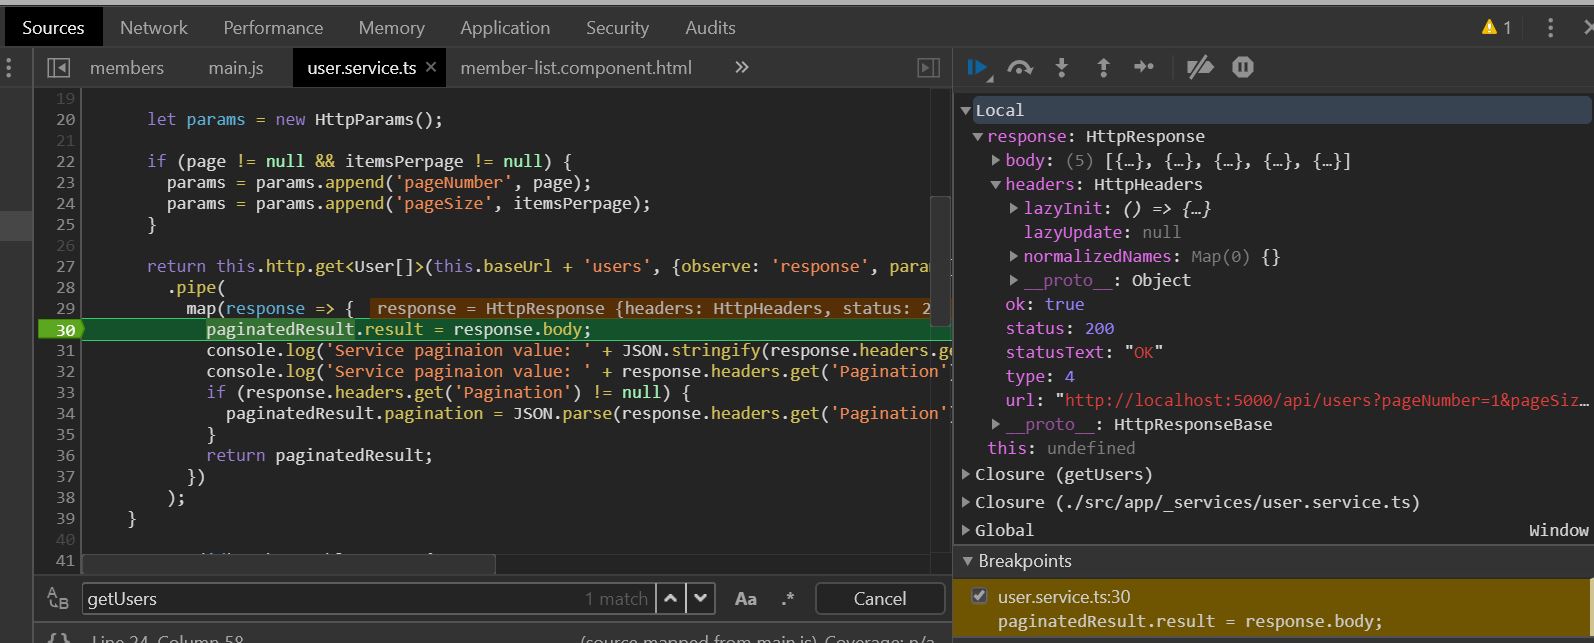 Sources Network Performance Memory Application Security Audits 1
members main.js user.service.ts × member-list.component.html »
19
20 let params = new HttpParams();
21
22 if (page != null && itemsPerpage != null) {
23 params = params.append('pageNumber', page);
24 params = params.append('pageSize', itemsPerpage);
25 }
26
27 return this.http.get<User[]>(this.baseUrl + 'users', {observe: 'response', para
28 .pipe(
29 map(response => { response = HttpResponse {headers: HttpHeaders, status: 2
30 paginatedResult.result = response.body;
31 console.log('Service paginaion value: ' + JSON.stringify(response.headers.ge
32 console.log('Service paginaion value: ' + response.headers.get('Pagination')
33 if (response.headers.get('Pagination') != null) {
34 paginatedResult.pagination = JSON.parse(response.headers.get('Pagination')
35 }
36 return paginatedResult;
37 })
38 );
39 }
40
41
getUsers 1 match Aa .* Cancel
{} Line 24, Column 58 (source mapped from main.js) Coverage: n/a
Local
response: HttpResponse
body: (5) [{…}, {…}, {…}, {…}, {…}]
headers: HttpHeaders
lazyInit: () => {…}
lazyUpdate: null
normalizedNames: Map(0) {}
__proto__: Object
ok: true
status: 200
statusText: "OK"
type: 4
url: "http://localhost:5000/api/users?pageNumber=1&pageSiz…
__proto__: HttpResponseBase
this: undefined
Closure (getUsers)
Closure (./src/app/_services/user.service.ts)
Global Window
Breakpoints
user.service.ts:30
paginatedResult.result = response.body;